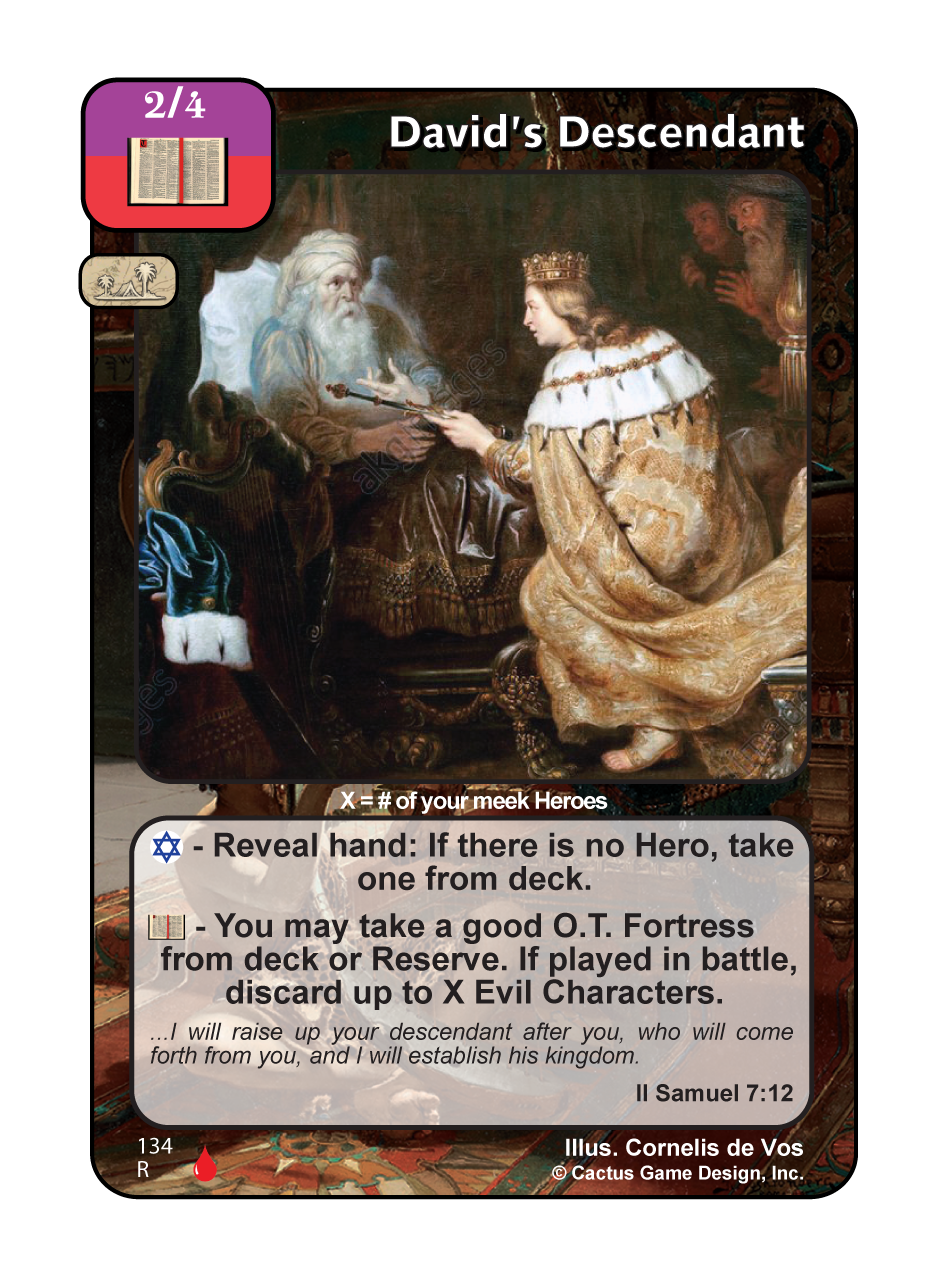 2/4
David's Descendant
akg-images
X = # of your meek Heroes
- Reveal hand: If there is no Hero, take
one from deck.
- You may take a good O.T. Fortress
from deck or Reserve. If played in battle,
discard up to X Evil Characters.
...I will raise up your descendant after you, who will come
forth from you, and I will establish his kingdom.
II Samuel 7:12
134
R
Illus. Cornelis de Vos
© Cactus Game Design, Inc.